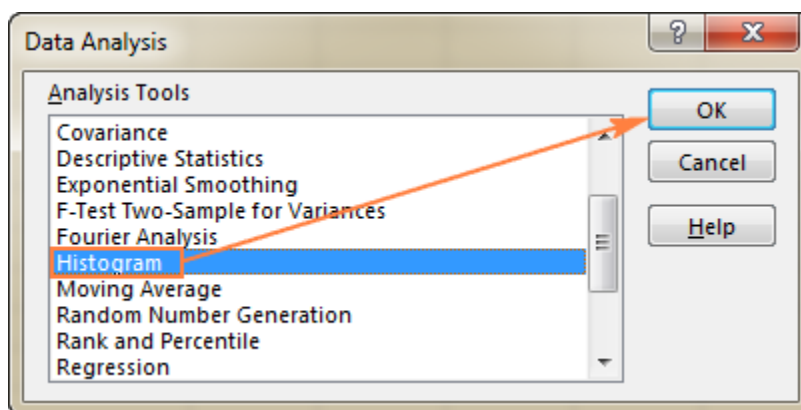 Data Analysis
?
Analysis Tools
Covariance
Descriptive Statistics
Exponential Smoothing
F-Test Two-Sample for Variances
Fourier Analysis
Histogram
Moving Average
Random Number Generation
Rank and Percentile
Regression
OK
Cancel
Help